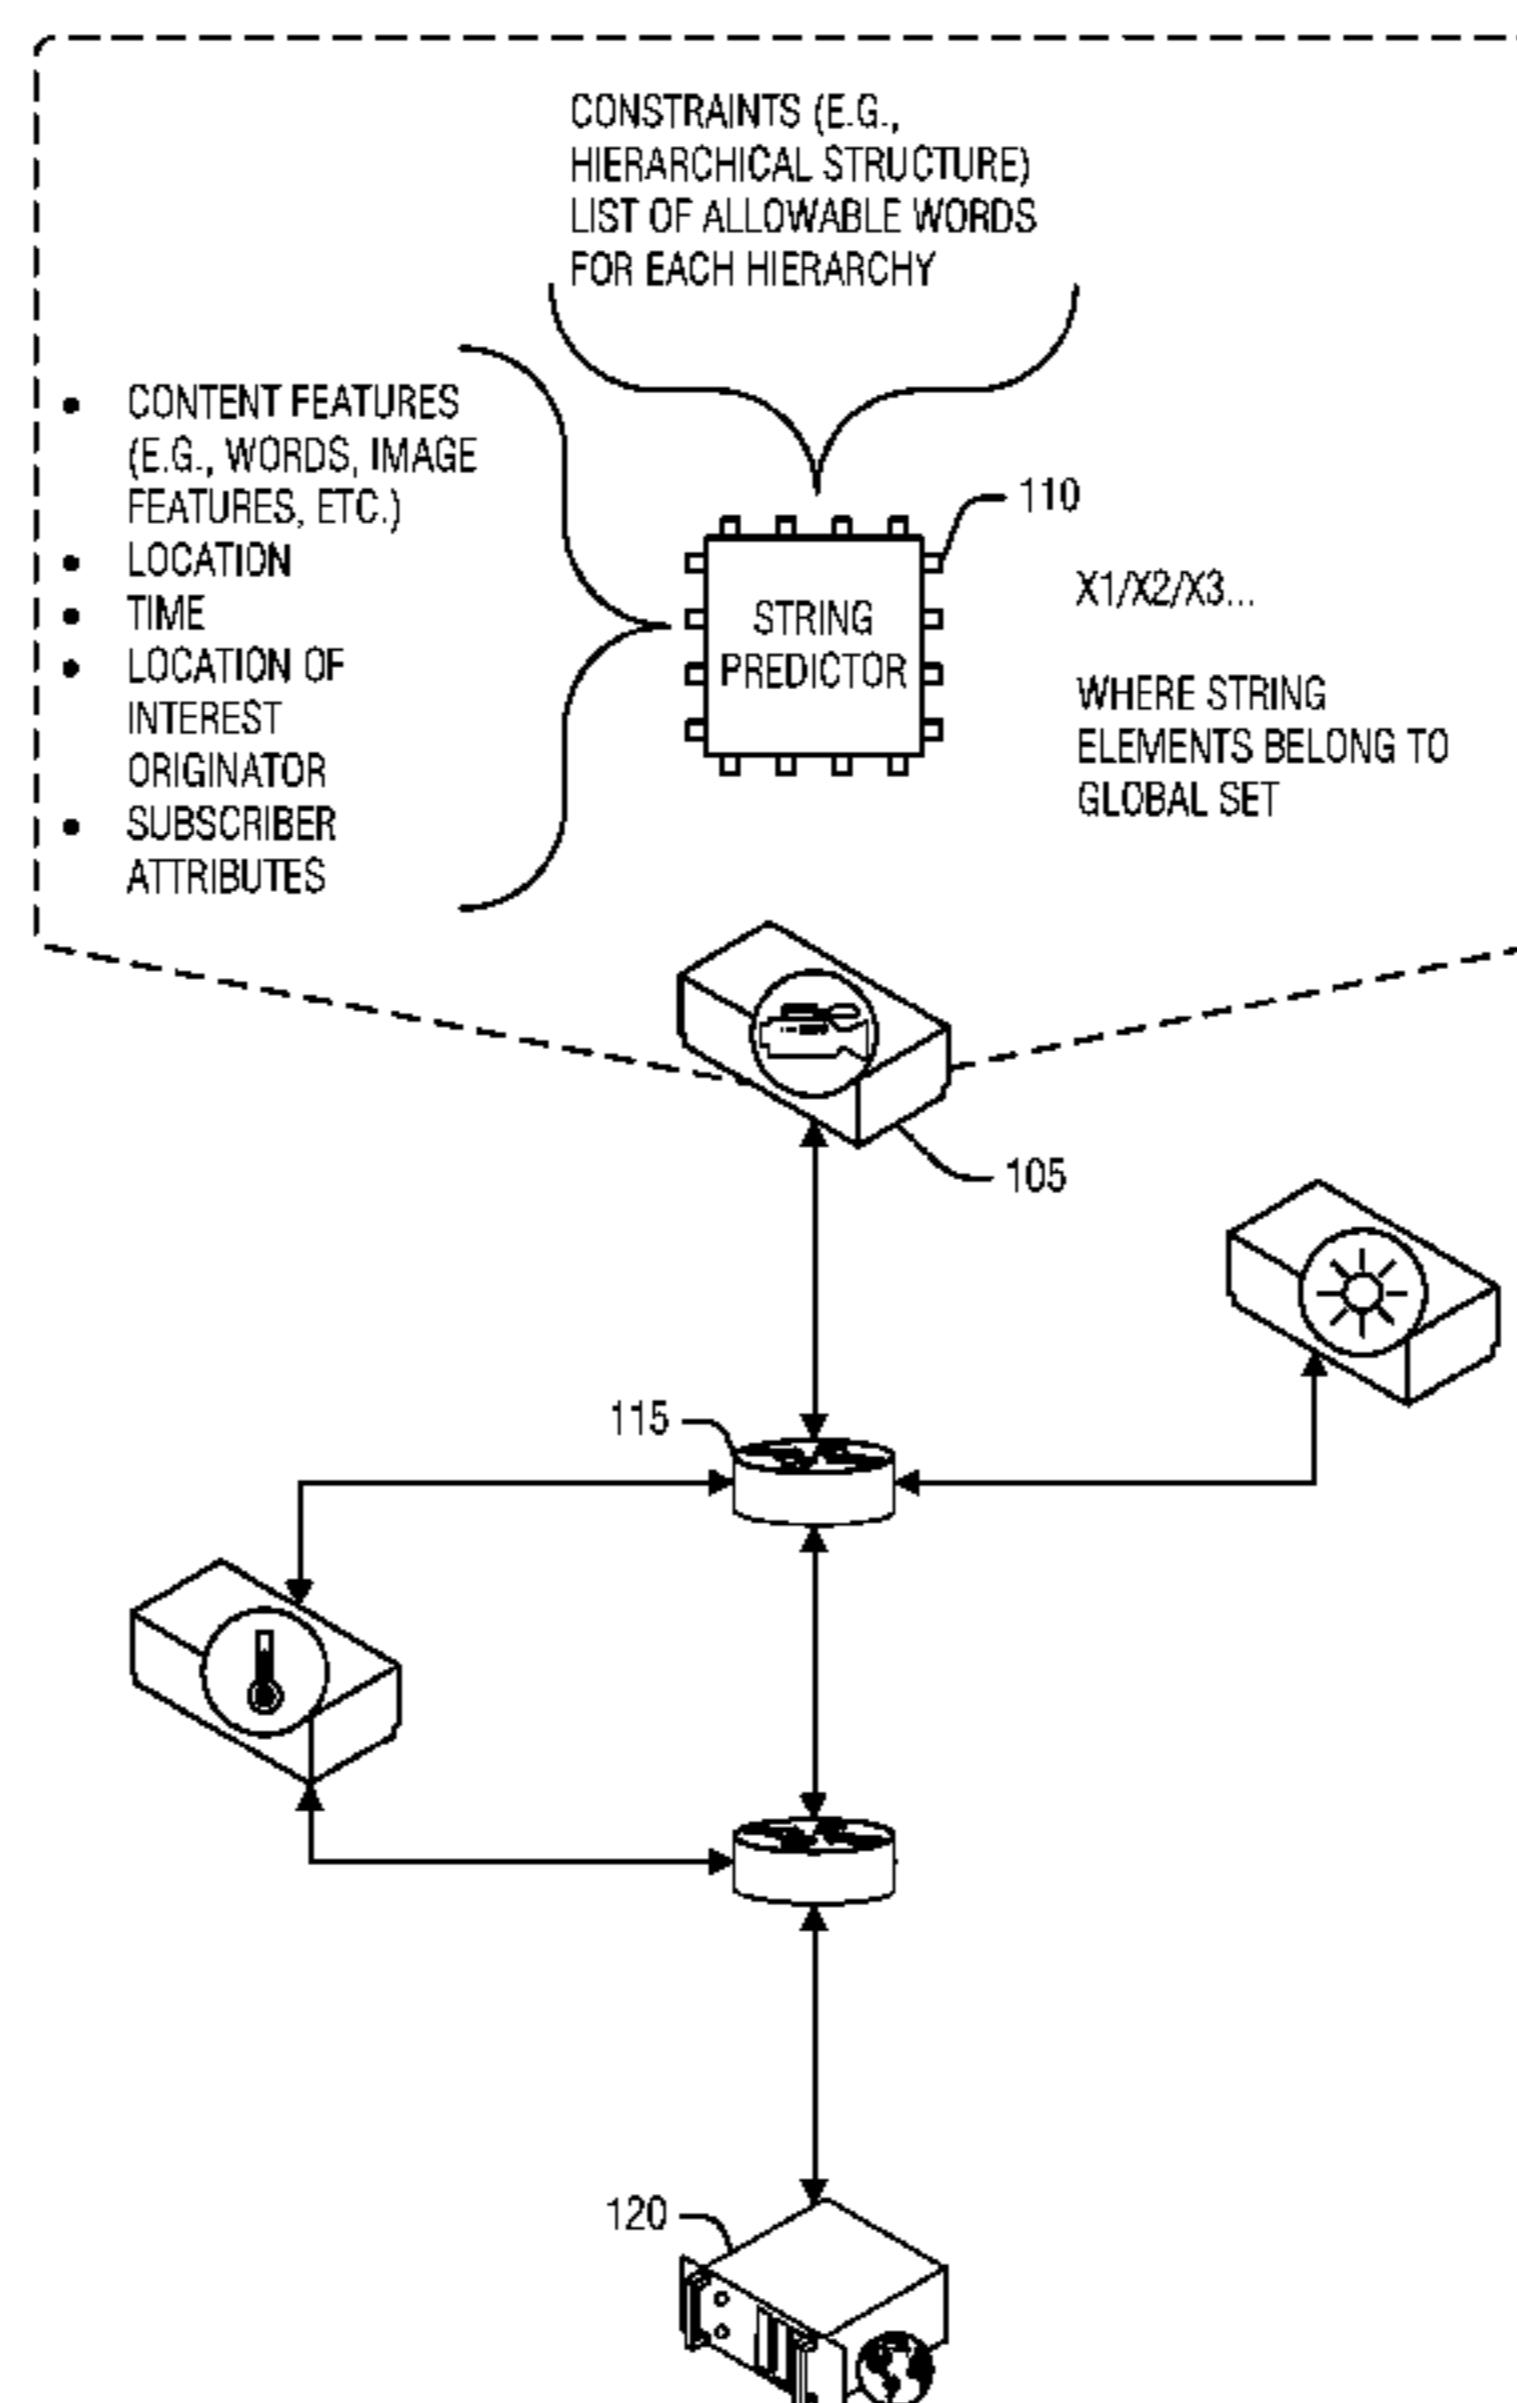 CONSTRAINTS (E.G.,
HIERARCHICAL STRUCTURE)
LIST OF ALLOWABLE WORDS
FOR EACH HIERARCHY
• CONTENT FEATURES
(E.G., WORDS, IMAGE
FEATURES, ETC.)
• LOCATION
• TIME
• LOCATION OF
INTEREST
ORIGINATOR
• SUBSCRIBER
ATTRIBUTES
110
STRING
PREDICTOR
X1/X2/X3...
WHERE STRING
ELEMENTS BELONG TO
GLOBAL SET
105
115
120